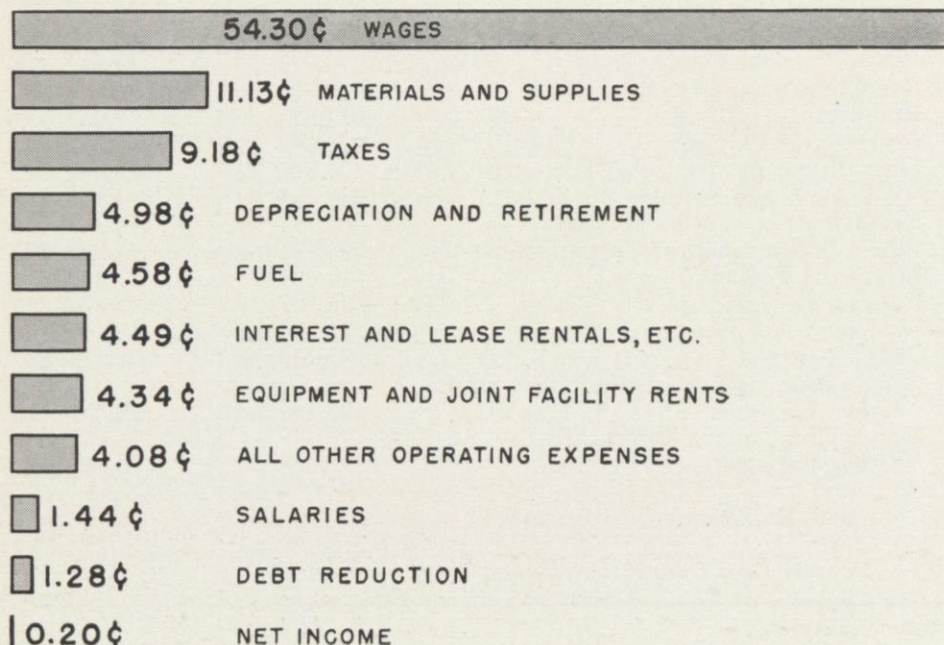 54.30¢ WAGES
11.13¢ MATERIALS AND SUPPLIES
9.18¢ TAXES
4.98¢ DEPRECIATION AND RETIREMENT
4.58¢ FUEL
4.49¢ INTEREST AND LEASE RENTALS, ETC.
4.34¢ EQUIPMENT AND JOINT FACILITY RENTS
4.08¢ ALL OTHER OPERATING EXPENSES
1.44¢ SALARIES
1.28¢ DEBT REDUCTION
0.20¢ NET INCOME